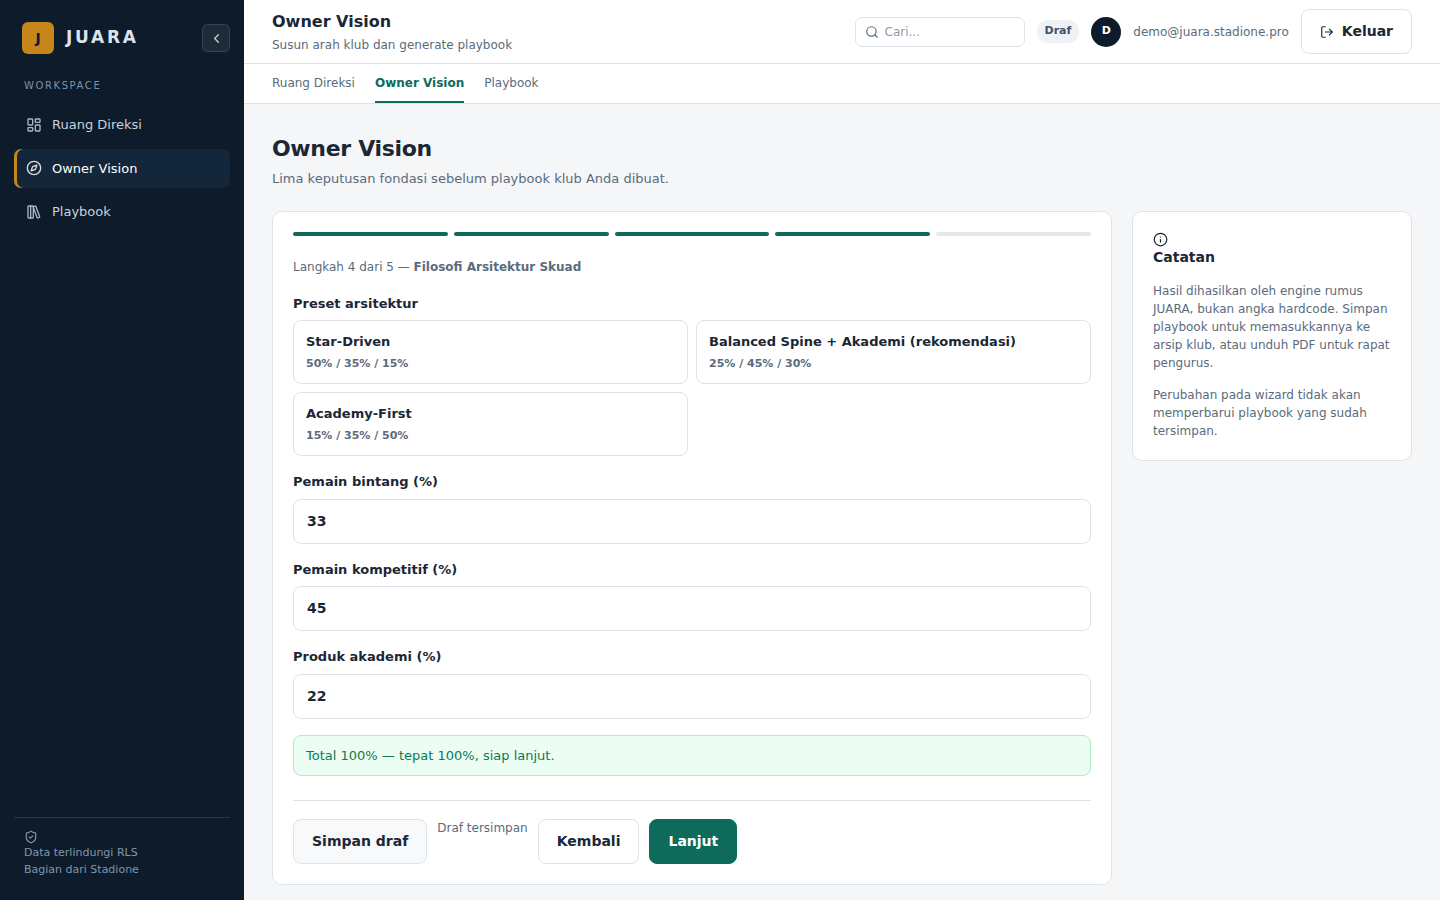 J
JUARA
WORKSPACE
Ruang Direksi
Owner Vision
Playbook
Data terlindungi RLS
Bagian dari Stadione
Owner Vision
Susun arah klub dan generate playbook
Cari...
Draf
D
demo@juara.stadione.pro
Keluar
Ruang Direksi
Owner Vision
Playbook
Owner Vision
Lima keputusan fondasi sebelum playbook klub Anda dibuat.
Langkah 4 dari 5 — Filosofi Arsitektur Skuad
Preset arsitektur
Star-Driven
50% / 35% / 15%
Balanced Spine + Akademi (rekomendasi)
25% / 45% / 30%
Academy-First
15% / 35% / 50%
Pemain bintang (%)
33
Pemain kompetitif (%)
45
Produk akademi (%)
22
Total 100% — tepat 100%, siap lanjut.
Simpan draf
Draf tersimpan
Kembali
Lanjut
Catatan
Hasil dihasilkan oleh engine rumus
JUARA, bukan angka hardcode. Simpan
playbook untuk memasukkannya ke
arsip klub, atau unduh PDF untuk rapat
pengurus.
Perubahan pada wizard tidak akan
memperbarui playbook yang sudah
tersimpan.